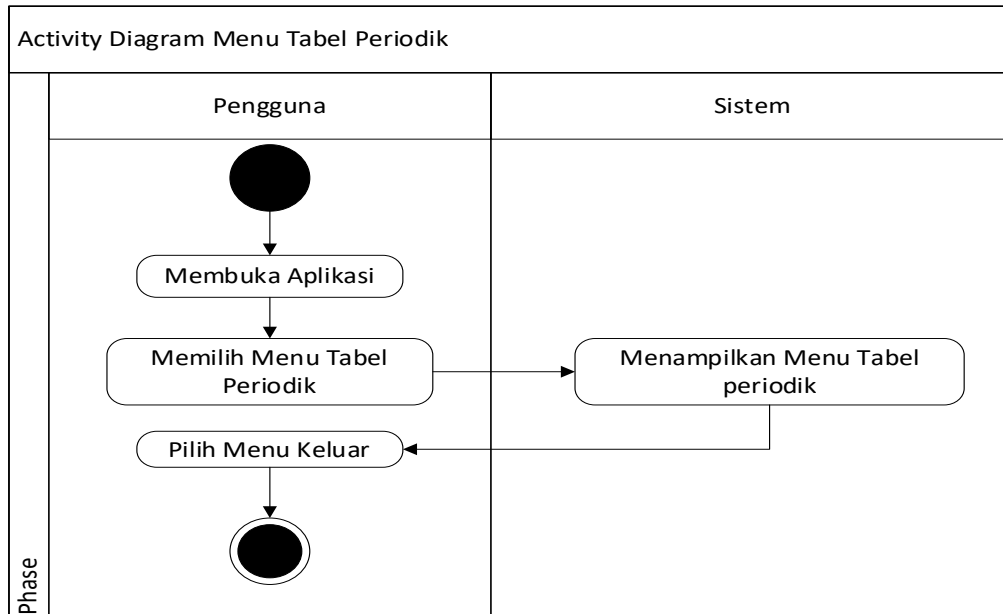 Activity Diagram Menu Tabel Periodik
Pengguna
Sistem
Membuka Aplikasi
Memilih Menu Tabel
Periodik
Menampilkan Menu Tabel
periodik
Pilih Menu Keluar
Phase